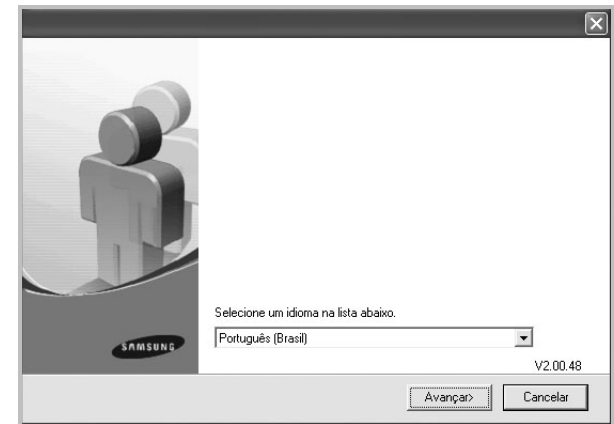 Selecione um idioma na lista abaixo.
Português (Brasil)
SAMSUNG
V2.00.48
Avançar>
Cancelar